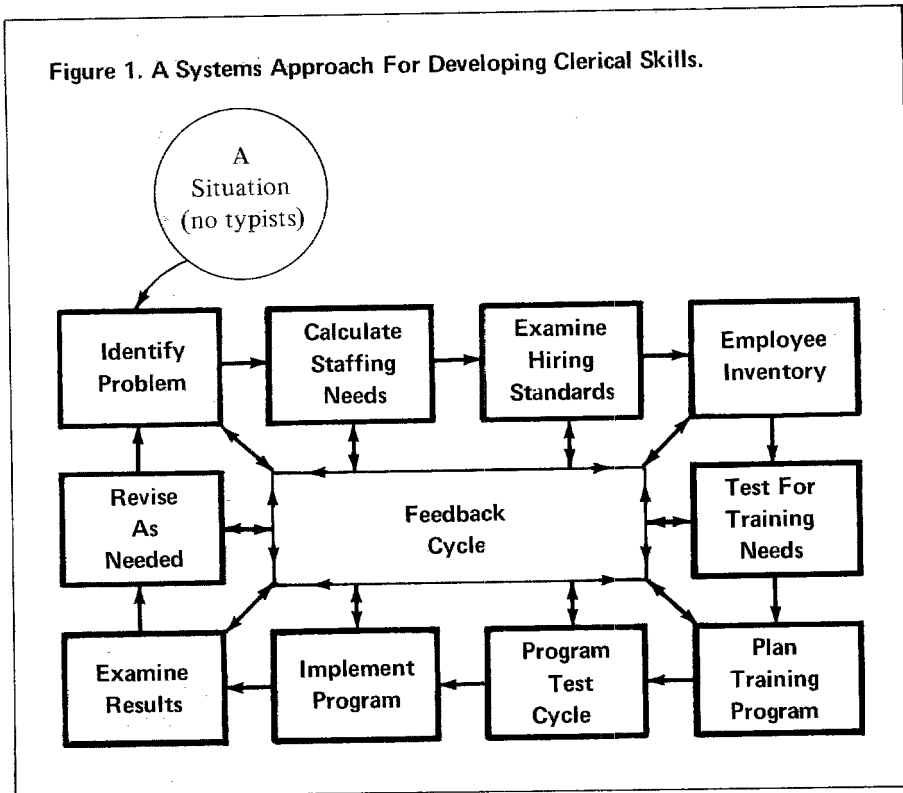 Figure 1. A Systems Approach For Developing Clerical Skills.
A
Situation
(no typists)
Identify
Problem
Calculate
Staffing
Needs
Examine
Hiring
Standards
Employee
Inventory
Revise
As
Needed
Feedback
Cycle
Test For
Training
Needs
Examine
Results
Implement
Program
Program
Test
Cycle
Plan
Training
Program